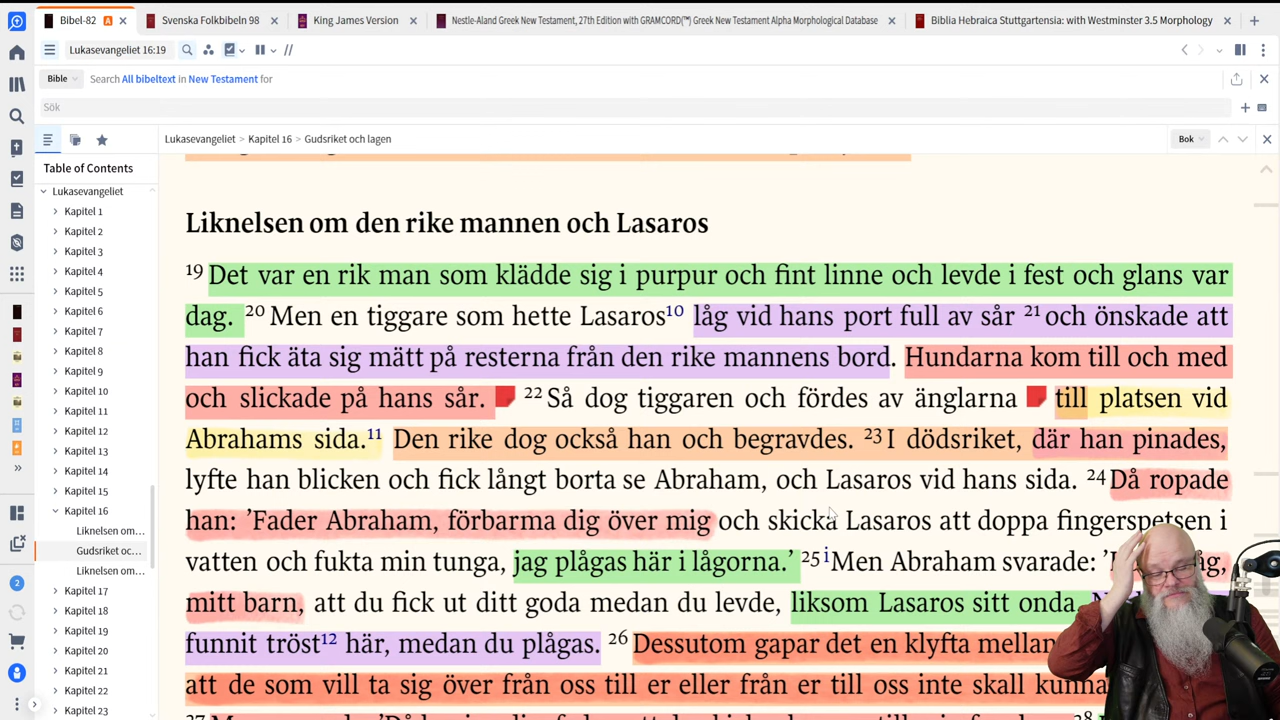 Bibel-82 A
Svenska Folkbibeln 98
King James Version
Nestle-Aland Greek New Testament, 27th Edition with GRAMCORD(™) Greek New Testament Alpha Morphological Database
Biblia Hebraica Stuttgartensia: with Westminster 3.5 Morphology
Lukasevangeliet 16:19
Bible Search All bibeltext in New Testament for
Sök
Lukasevangeliet > Kapitel 16 > Gudsriket och lagen
Bok
Table of Contents
Lukasevangeliet
Kapitel 1
Kapitel 2
Kapitel 3
Kapitel 4
Kapitel 5
Kapitel 6
Kapitel 7
Kapitel 8
Kapitel 9
Kapitel 10
Kapitel 11
Kapitel 12
Kapitel 13
Kapitel 14
Kapitel 15
Kapitel 16
Liknelsen om…
Gudsriket oc…
Liknelsen om…
Kapitel 17
Kapitel 18
Kapitel 19
Kapitel 20
Kapitel 21
Kapitel 22
Kapitel 23
2
Liknelsen om den rike mannen och Lasaros
19 Det var en rik man som klädde sig i purpur och fint linne och levde i fest och glans var
dag. 20 Men en tiggare som hette Lasaros10 låg vid hans port full av sår 21 och önskade att
han fick äta sig mätt på resterna från den rike mannens bord. Hundarna kom till och med
och slickade på hans sår. 22 Så dog tiggaren och fördes av änglarna till platsen vid
Abrahams sida.11 Den rike dog också han och begravdes. 23 I dödsriket, där han pinades,
lyfte han blicken och fick långt borta se Abraham, och Lasaros vid hans sida. 24 Då ropade
han: ’Fader Abraham, förbarma dig över mig och skicka Lasaros att doppa fingerspetsen i
vatten och fukta min tunga, jag plågas här i lågorna.’ 25 i Men Abraham svarade:
mitt barn, att du fick ut ditt goda medan du levde, liksom Lasaros sitt onda.
funnit tröst12 här, medan du plågas. 26 Dessutom gapar det en klyfta mellan
att de som vill ta sig över från oss till er eller från er till oss inte skall kunna